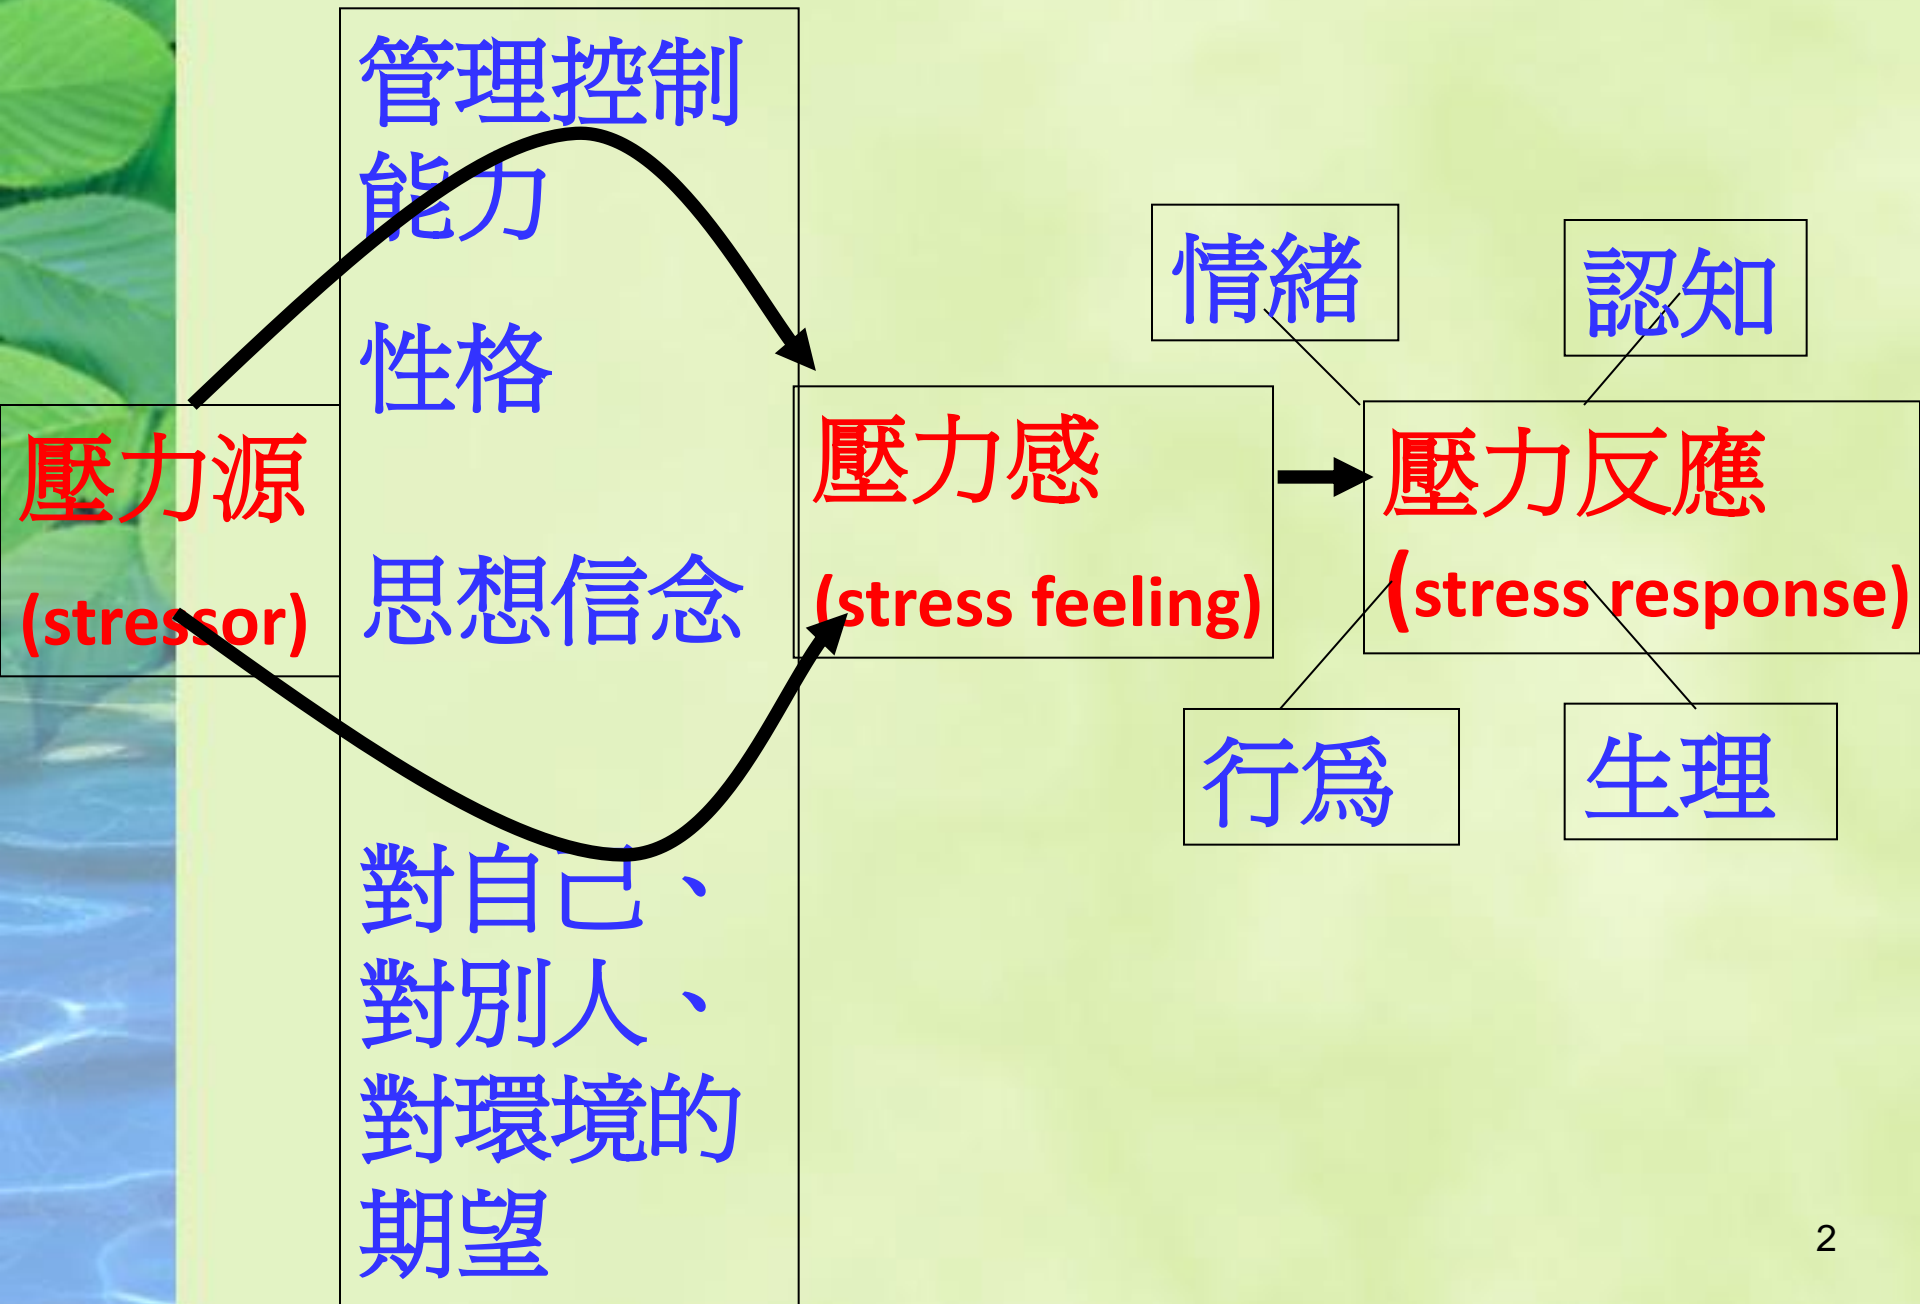 管理控制
能力
性格
思想信念
對自己、
對別人、
對環境的
期望
壓力源
(stressor)
壓力感
(stress feeling)
情緒
認知
壓力反應
(stress response)
行為
生理
2